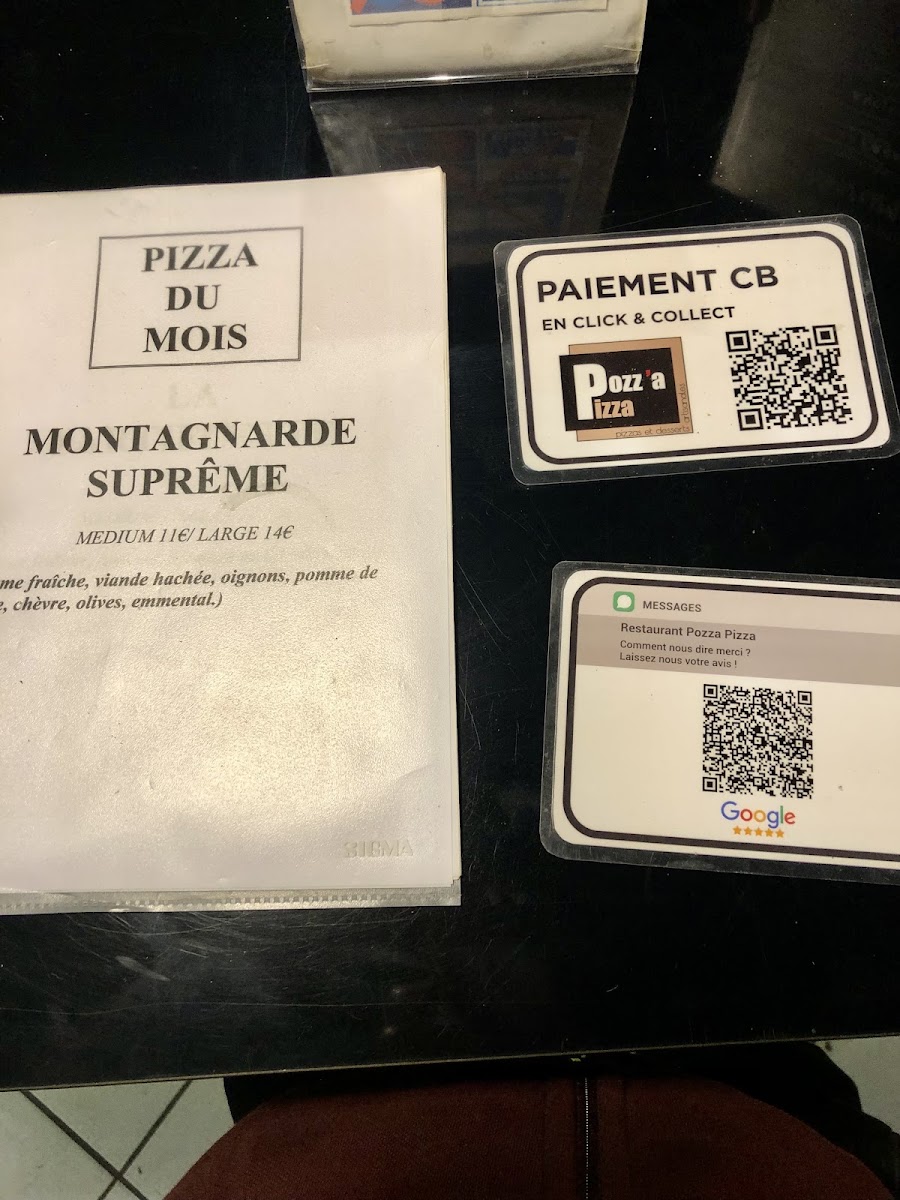 PIZZA
DU
MOIS
LA
MONTAGNARDE
SUPRÊME
MEDIUM 11€/ LARGE 14€
me fraîche, viande hachée, oignons, pomme de
e, chèvre, olives, emmental.)
PAIEMENT CB
EN CLICK & COLLECT
Pozz'a
Pizza
pizzas et desserts artisanales
MESSAGES
Restaurant Pozza Pizza
Comment nous dire merci ?
Laissez nous votre avis !
Google